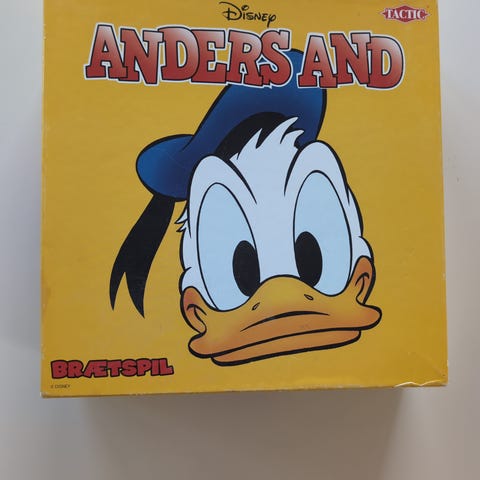 Disney
TACTIC
ANDERS AND
BRÆTSPIL
© DISNEY